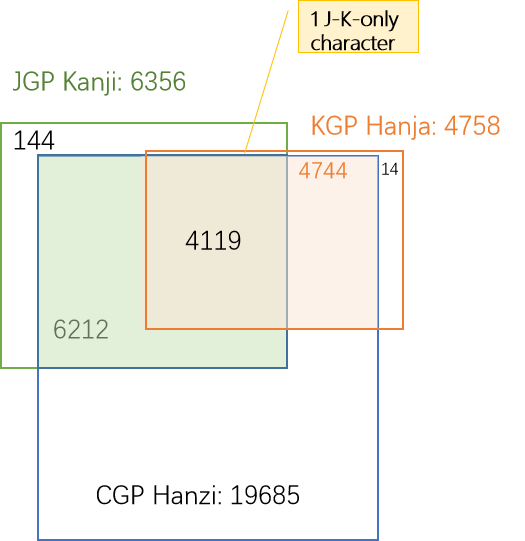 1 J-K-only
character
JGP Kanji: 6356
KGP Hanja: 4758
144
4744
14
4119
6212
CGP Hanzi: 19685